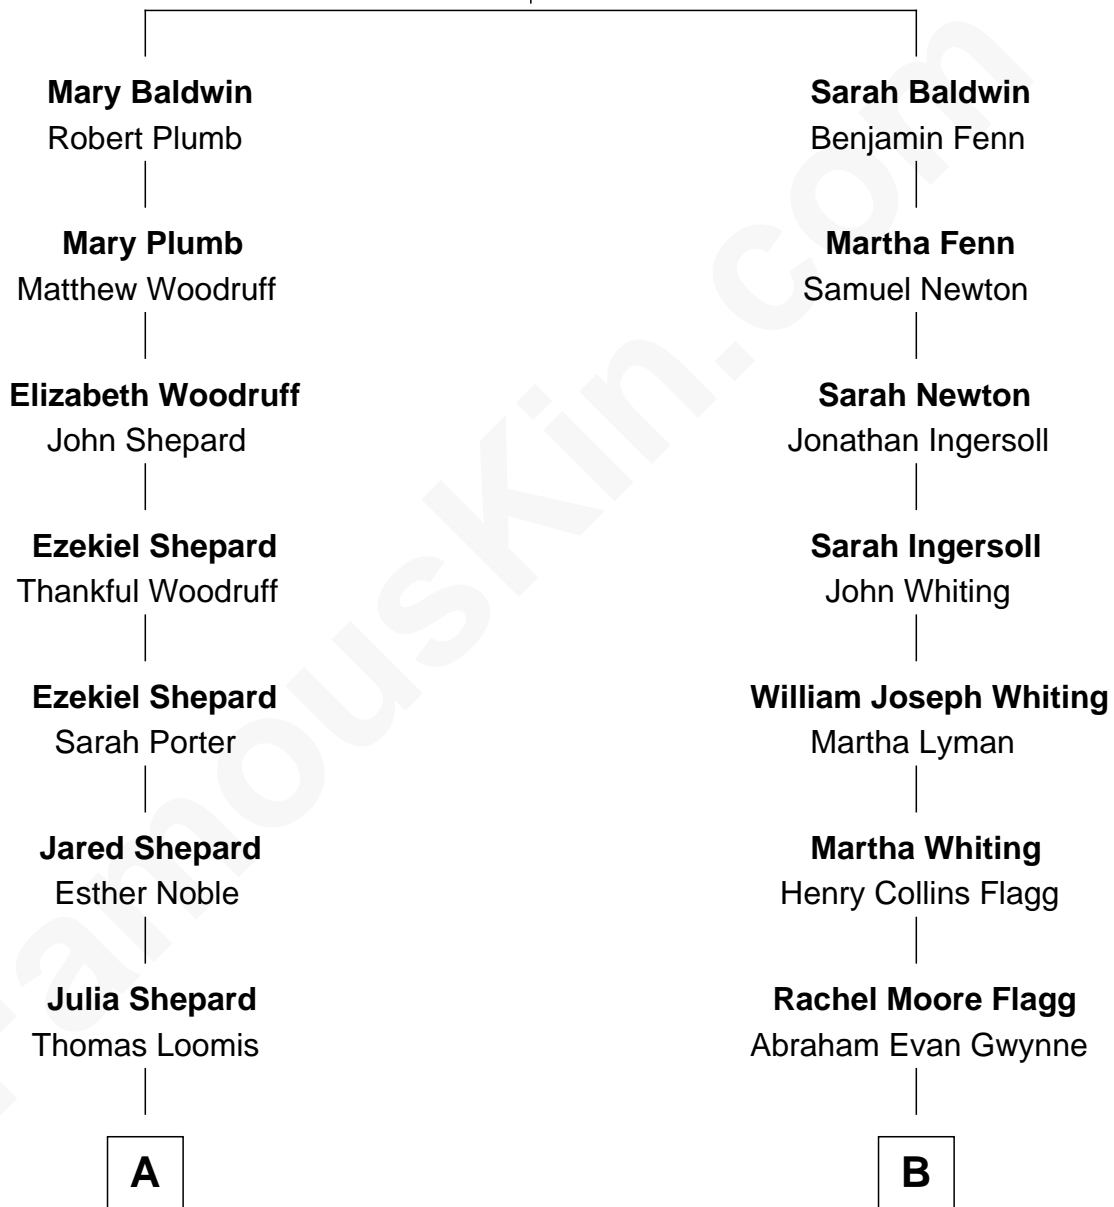 Mary Baldwin
Robert Plumb
Sarah Baldwin
Benjamin Fenn
Mary Plumb
Matthew Woodruff
Martha Fenn
Samuel Newton
Elizabeth Woodruff
John Shepard
Sarah Newton
Jonathan Ingersoll
Ezekiel Shepard
Thankful Woodruff
Sarah Ingersoll
John Whiting
Ezekiel Shepard
Sarah Porter
William Joseph Whiting
Martha Lyman
Jared Shepard
Esther Noble
Martha Whiting
Henry Collins Flagg
Julia Shepard
Thomas Loomis
Rachel Moore Flagg
Abraham Evan Gwynne
A
B
FamousKin.com